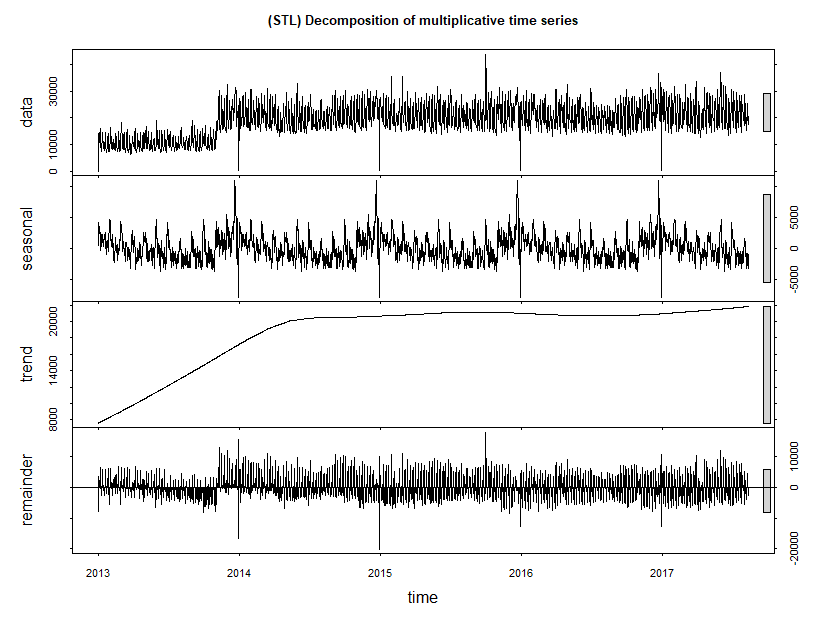 (STL) Decomposition of multiplicative time series
data
0 10000 30000
seasonal
-5000 0 5000
trend
8000 14000 20000
remainder
-20000 0 10000
2013 2014 2015 2016 2017
time